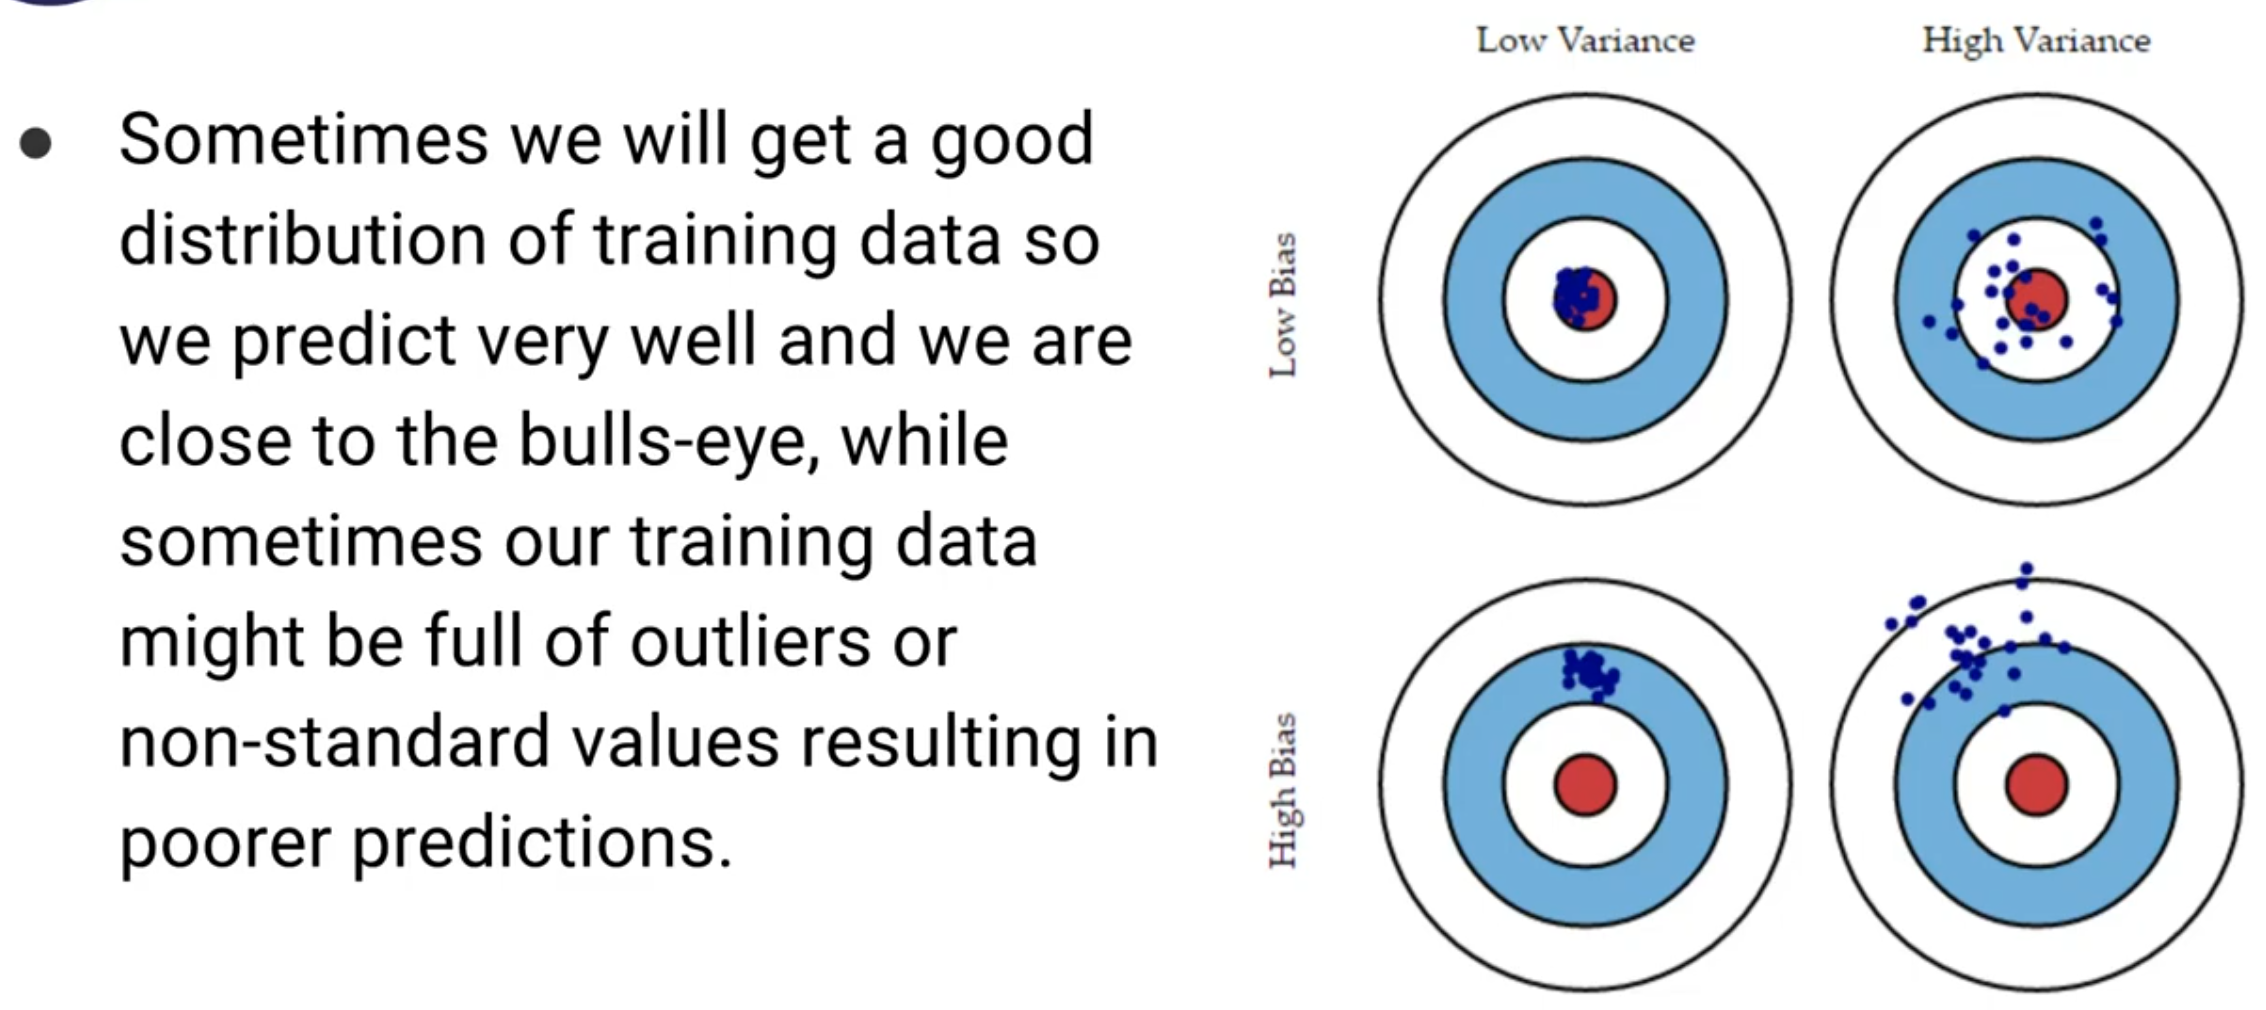 Low Variance
High Variance
● Sometimes we will get a good
distribution of training data so
we predict very well and we are
close to the bulls-eye, while
sometimes our training data
might be full of outliers or
non-standard values resulting in
poorer predictions.
Low Bias
High Bias